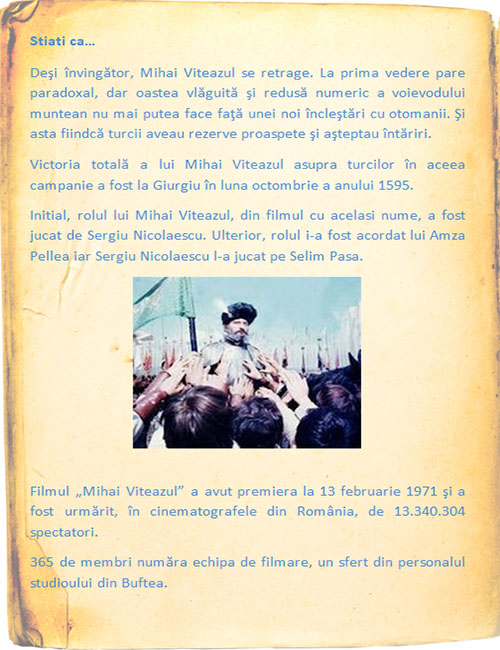 Stiati ca...
Deşi învingător, Mihai Viteazul se retrage. La prima vedere pare
paradoxal, dar oastea vlăguită şi redusă numeric a voievodului
muntean nu mai putea face faţă unei noi încleştări cu otomanii. Şi
asta fiindcă turcii aveau rezerve proaspete şi aşteptau întăriri.
Victoria totală a lui Mihai Viteazul asupra turcilor în aceea
campanie a fost la Giurgiu în luna octombrie a anului 1595.
Initial, rolul lui Mihai Viteazul, din filmul cu acelasi nume, a fost
jucat de Sergiu Nicolaescu. Ulterior, rolul i-a fost acordat lui Amza
Pellea iar Sergiu Nicolaescu l-a jucat pe Selim Pasa.
Filmul „Mihai Viteazul” a avut premiera la 13 februarie 1971 şi a
fost urmărit, în cinematografele din România, de 13.340.304
spectatori.
365 de membri număra echipa de filmare, un sfert din personalul
studioului din Buftea.